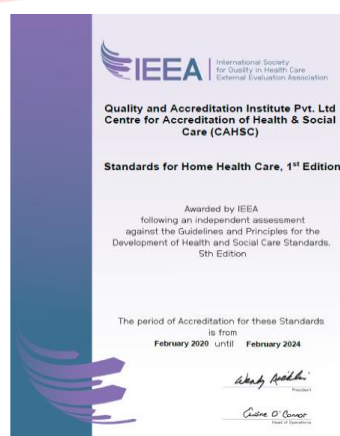 IEEA
International Society
for Quality in Health Care
External Evaluation Association
Quality and Accreditation Institute Pvt. Ltd
Centre for Accreditation of Health & Social
Care (CAHSC)
Standards for Home Health Care, 1st Edition
Awarded by IEEA
following an independent assessment
against the Guidelines and Principles for the
Development of Health and Social Care Standards,
5th Edition
The period of Accreditation for these Standards
is from
February 2020 until February 2024
Wendy
President
O'Connor
Head of Operations